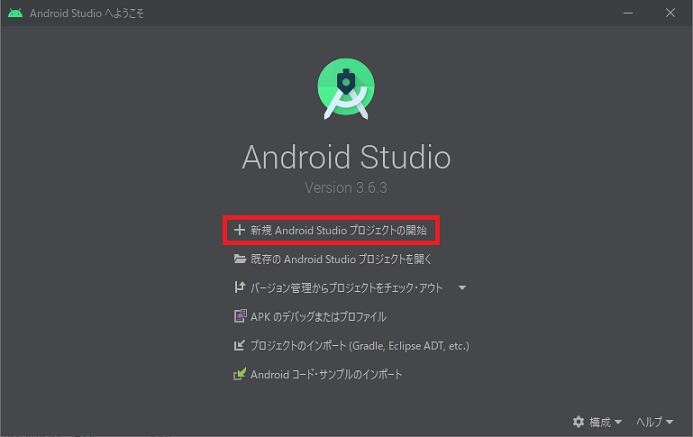 Android Studio へようこそ
Android Studio
Version 3.6.3
新規 Android Studio プロジェクトの開始
既存の Android Studio プロジェクトを開く
バージョン管理からプロジェクトをチェック・アウト
APK のデバッグまたはプロファイル
プロジェクトのインポート (Gradle, Eclipse ADT, etc.)
Android コード・サンプルのインポート
構成 ヘルプ